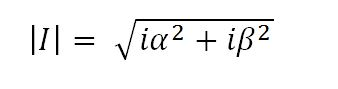 |I| = √(iα² + iβ²)